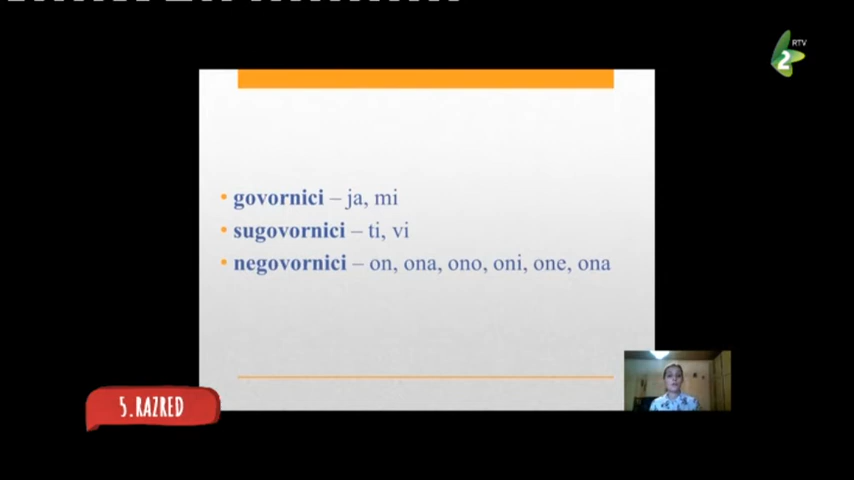 RTV
2
govornici – ja, mi
sugovornici – ti, vi
negovornici – on, ona, ono, oni, one, ona
5.RAZRED